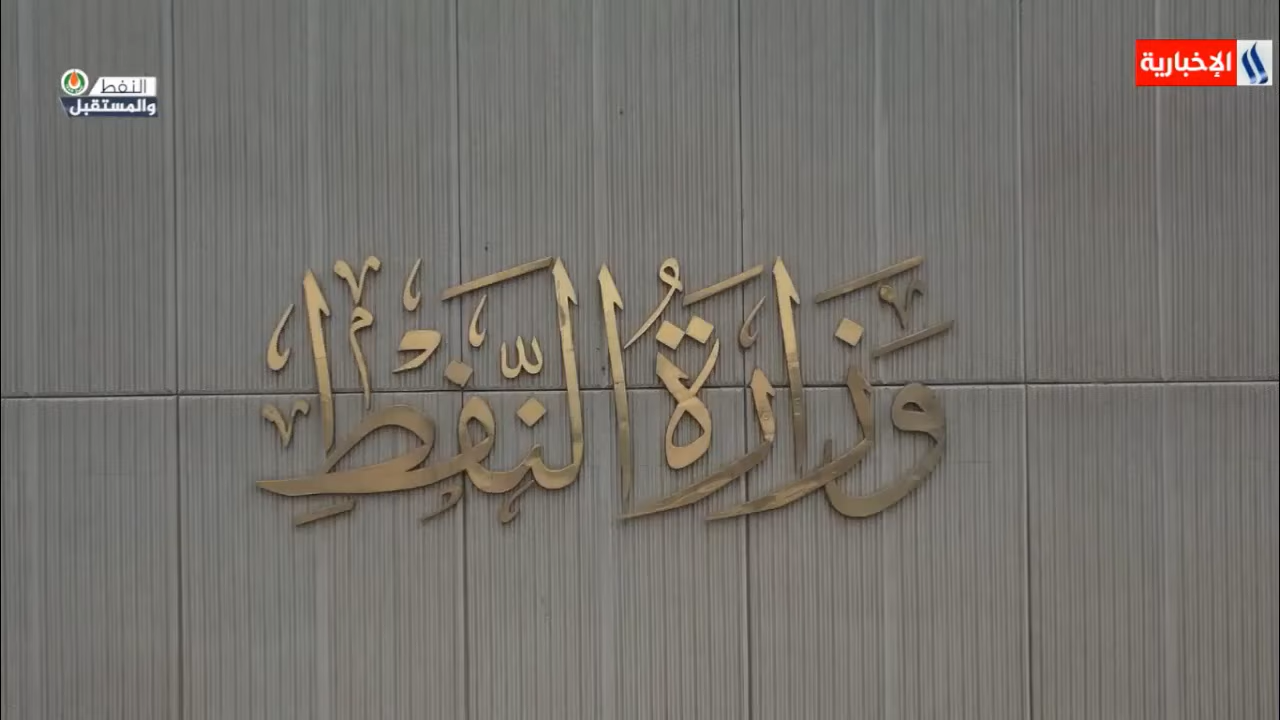 الإخبارية
النفط
والمستقبل
وزارة النفط